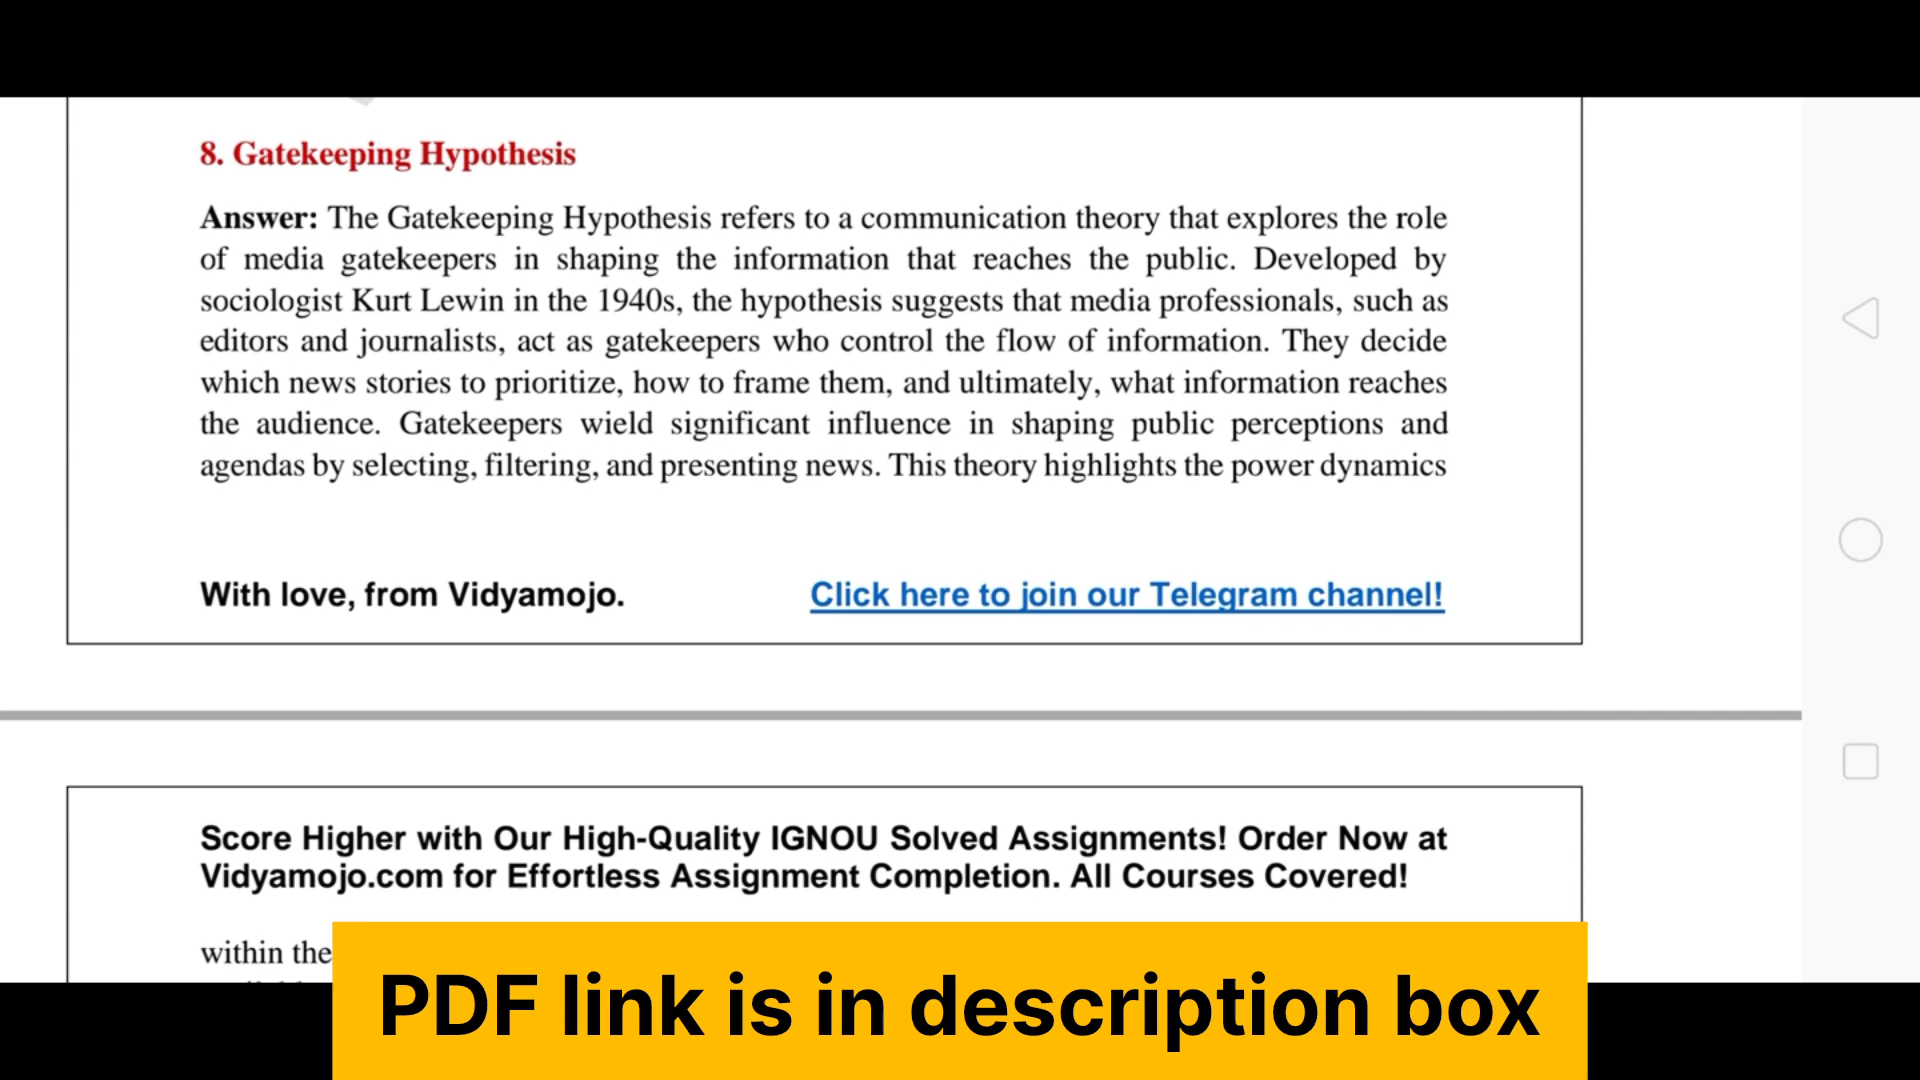 8. Gatekeeping Hypothesis
Answer: The Gatekeeping Hypothesis refers to a communication theory that explores the role
of media gatekeepers in shaping the information that reaches the public. Developed by
sociologist Kurt Lewin in the 1940s, the hypothesis suggests that media professionals, such as
editors and journalists, act as gatekeepers who control the flow of information. They decide
which news stories to prioritize, how to frame them, and ultimately, what information reaches
the audience. Gatekeepers wield significant influence in shaping public perceptions and
agendas by selecting, filtering, and presenting news. This theory highlights the power dynamics
With love, from Vidyamojo.
Click here to join our Telegram channel!
Score Higher with Our High-Quality IGNOU Solved Assignments! Order Now at
Vidyamojo.com for Effortless Assignment Completion. All Courses Covered!
within the
PDF link is in description box